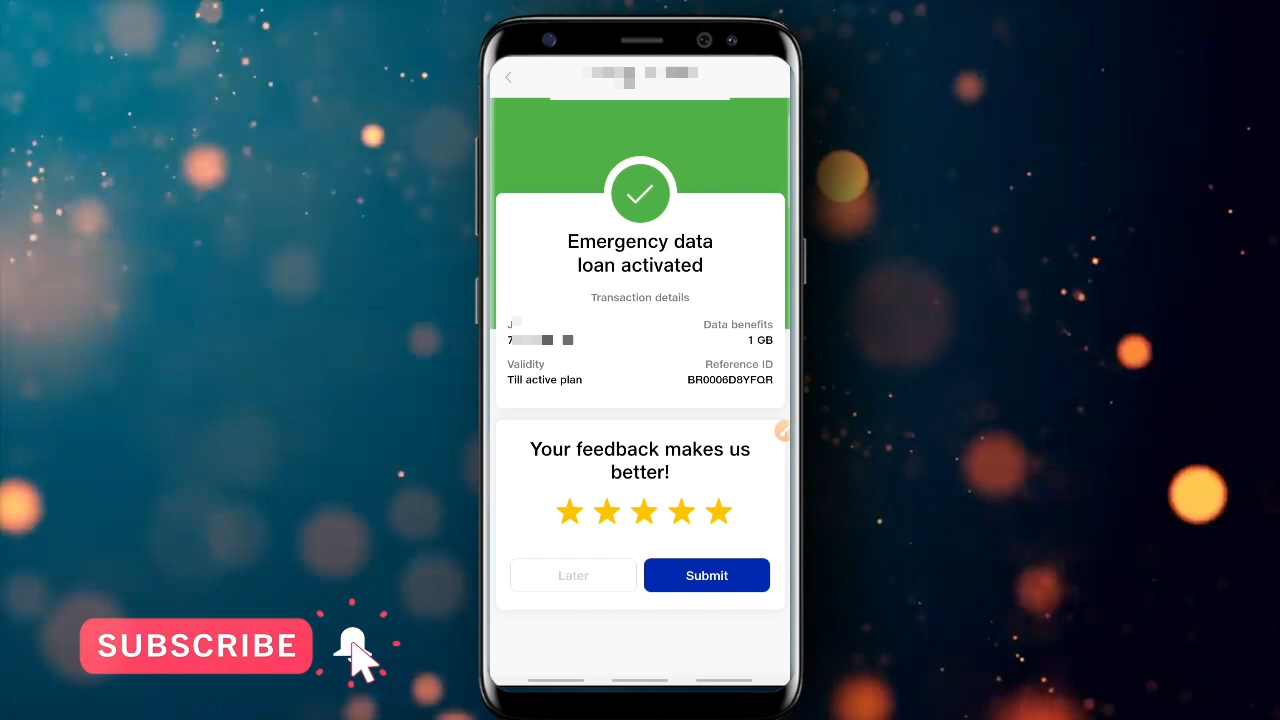 Emergency data
loan activated
Transaction details
J
Data benefits
7
1 GB
Validity
Reference ID
Till active plan
BR0006D8YFQR
Your feedback makes us
better!
Later
Submit
SUBSCRIBE